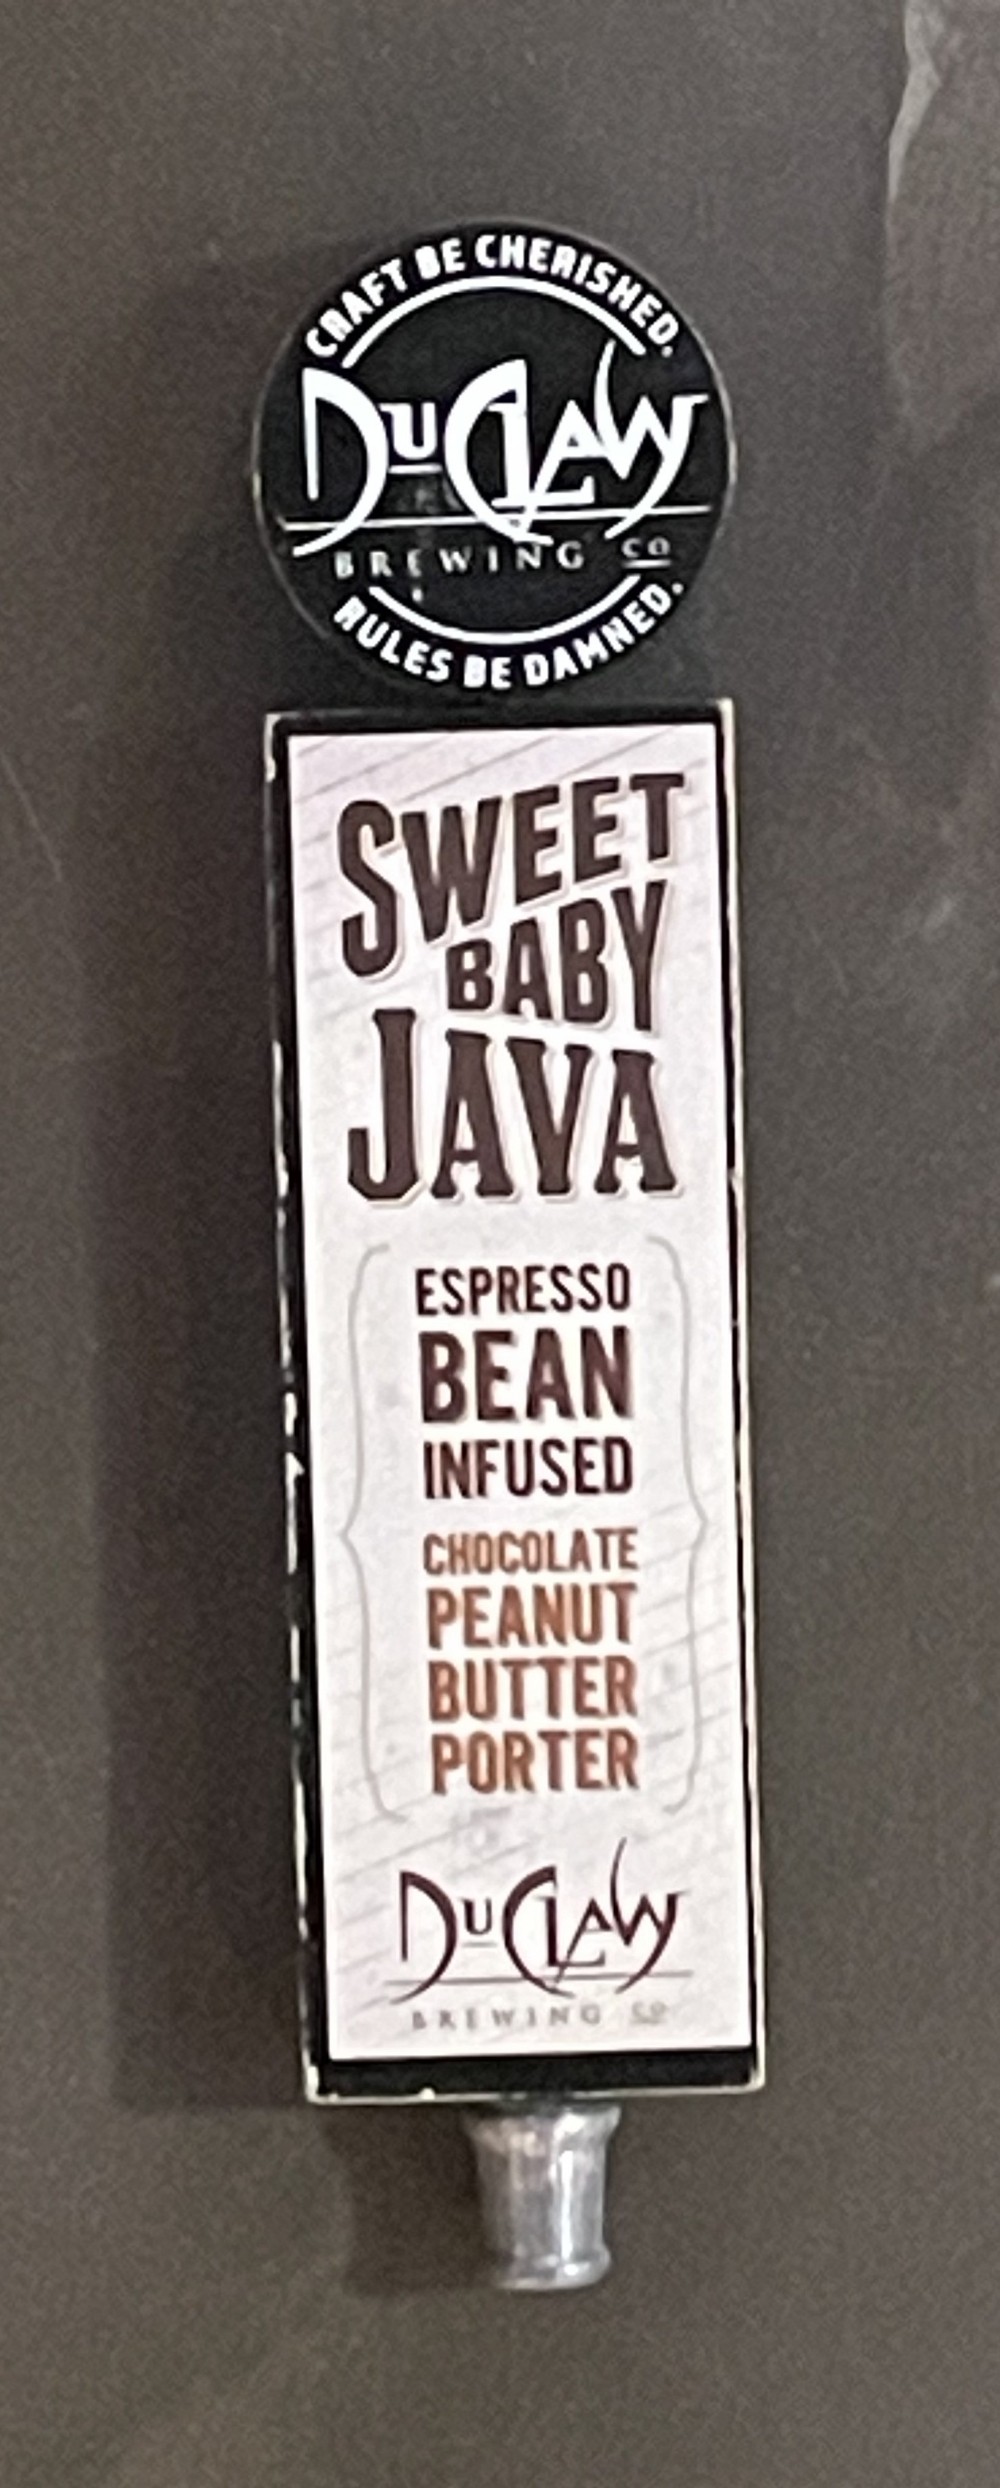 CRAFT BE CHERISHED.
DUCLAW
BREWING CO
RULES BE DAMNED.
SWEET
BABY
JAVA
ESPRESSO
BEAN
INFUSED
CHOCOLATE
PEANUT
BUTTER
PORTER
DUCLAW
BREWING CO